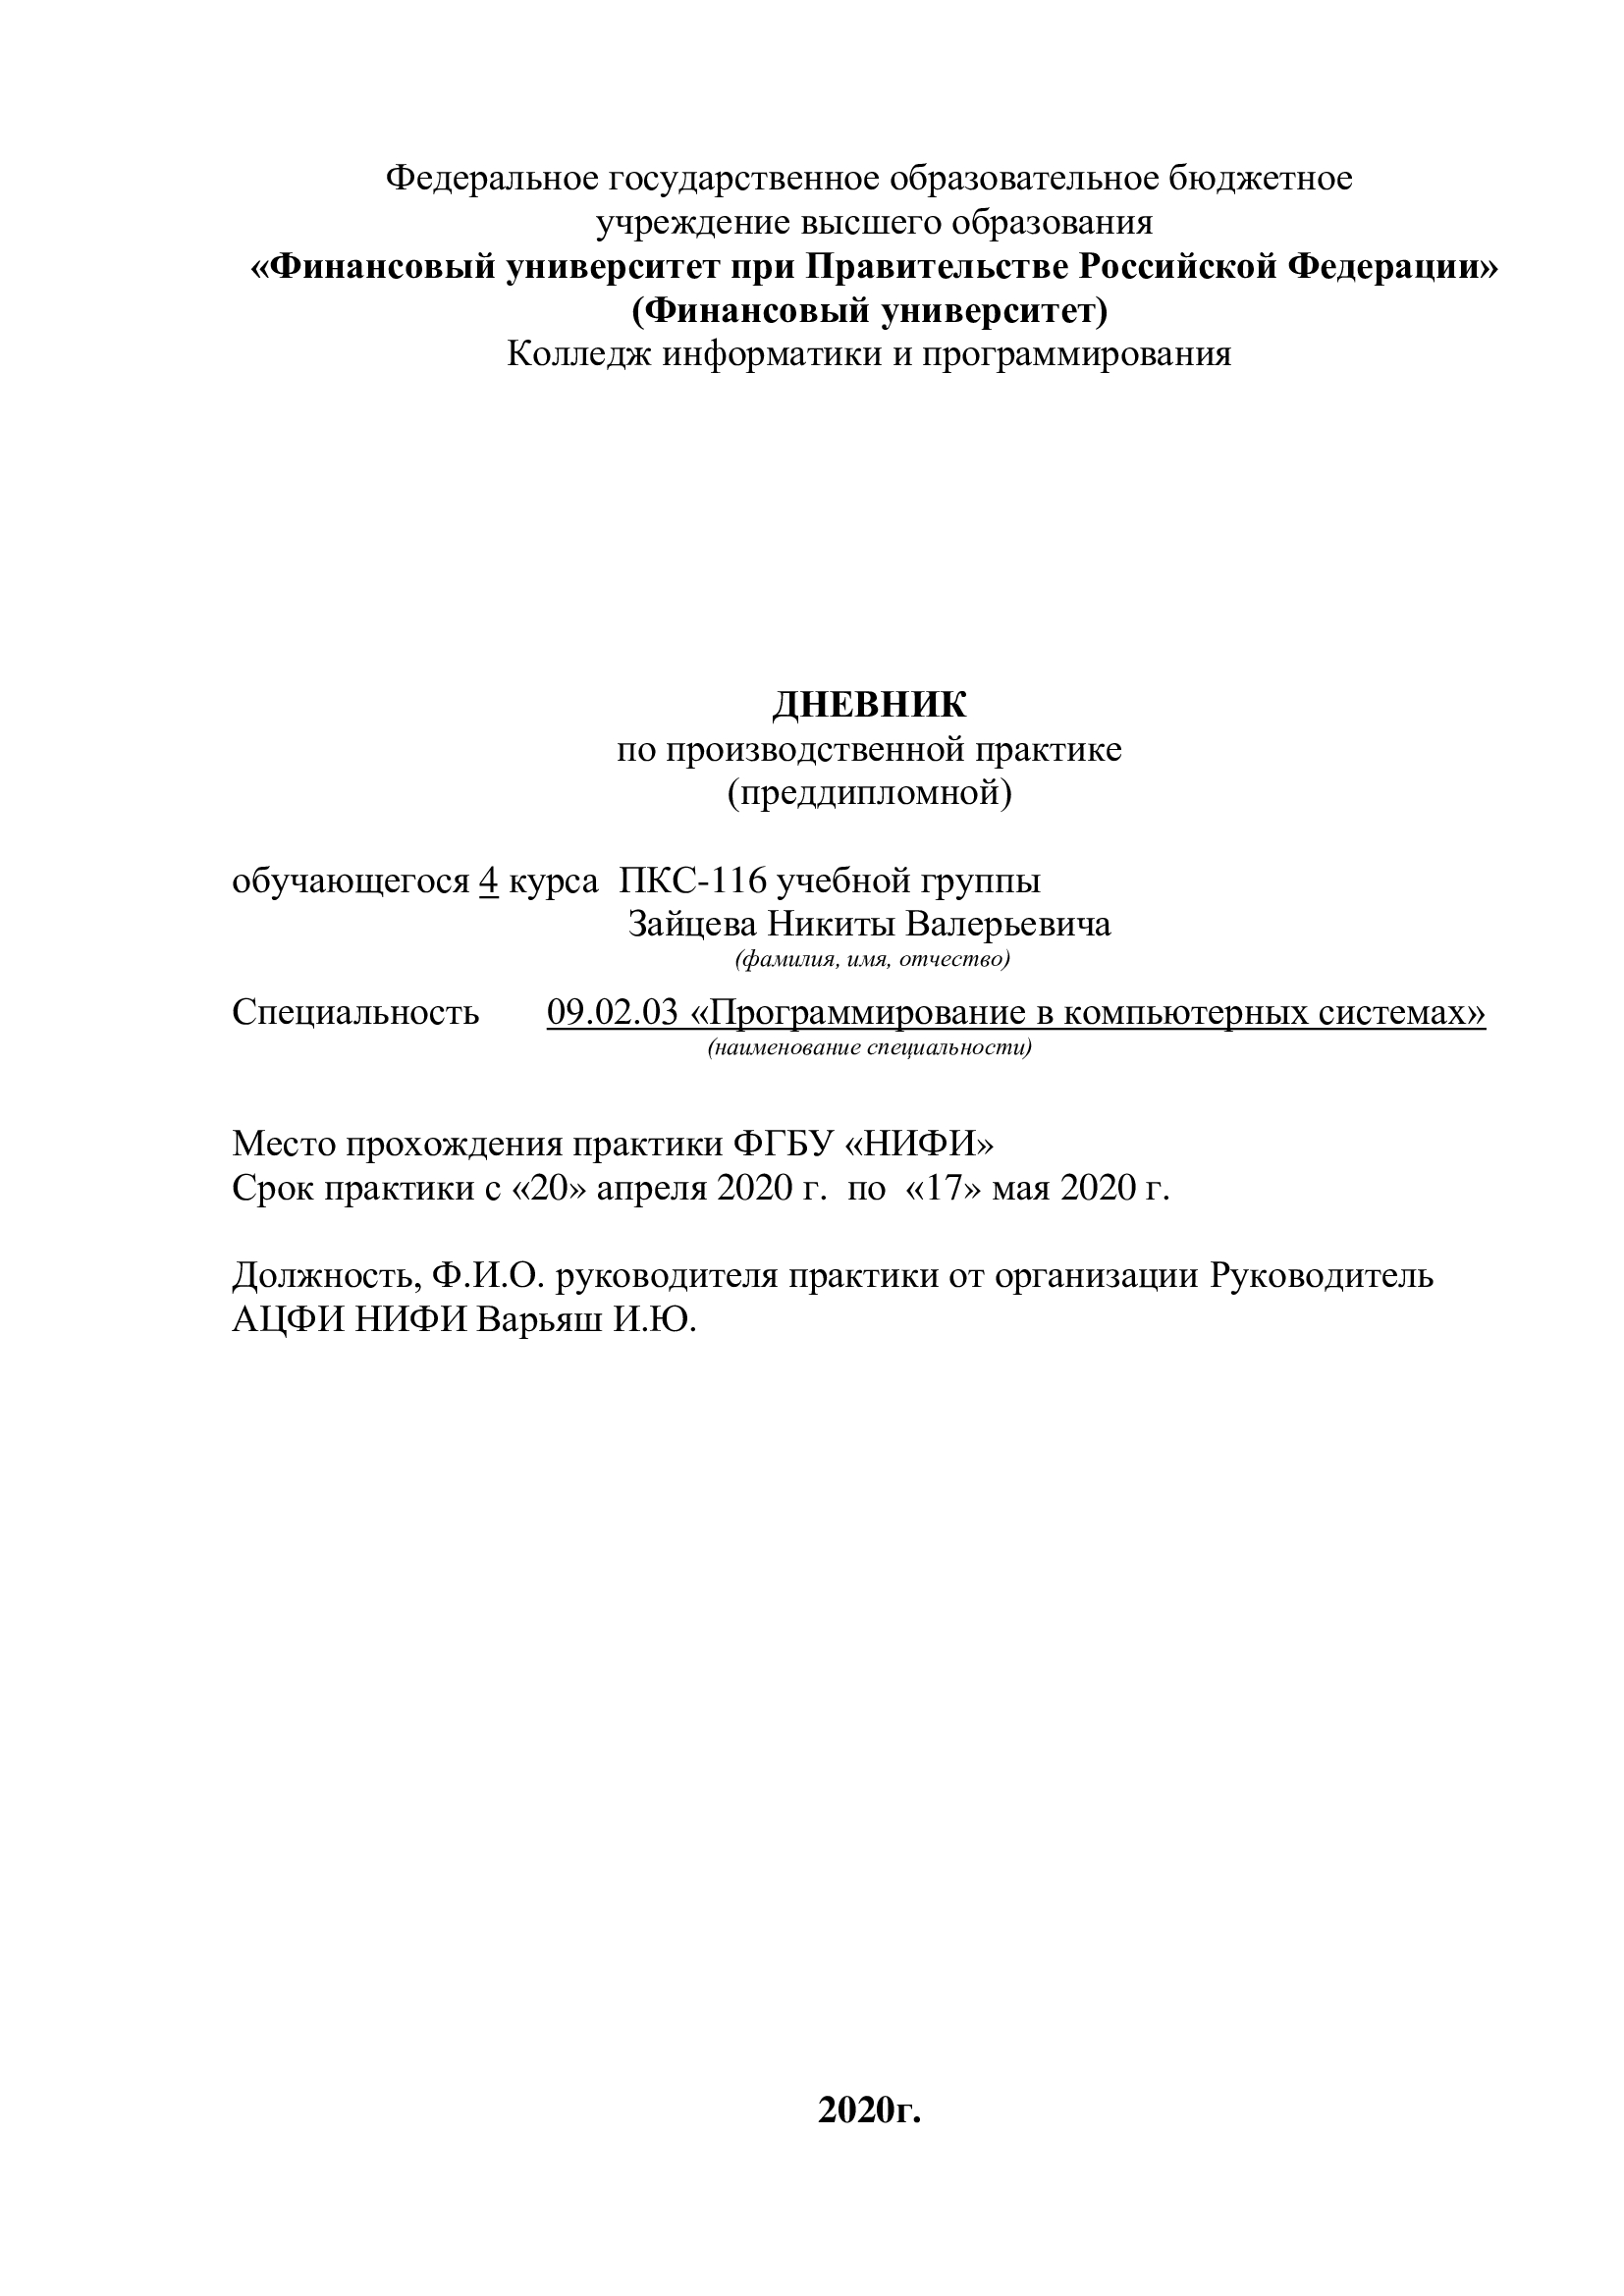 Федеральное государственное образовательное бюджетное
учреждение высшего образования
«Финансовый университет при Правительстве Российской Федерации»
(Финансовый университет)
Колледж информатики и программирования
ДНЕВНИК
по производственной практике
(преддипломной)
обучающегося 4 курса ПКС-116 учебной группы
Зайцева Никиты Валерьевича
(фамилия, имя, отчество)
Специальность 09.02.03 «Программирование в компьютерных системах»
(наименование специальности)
Место прохождения практики ФГБУ «НИФИ»
Срок практики с «20» апреля 2020 г. по «17» мая 2020 г.
Должность, Ф.И.О. руководителя практики от организации Руководитель
АЦФИ НИФИ Варьяш И.Ю.
2020г.